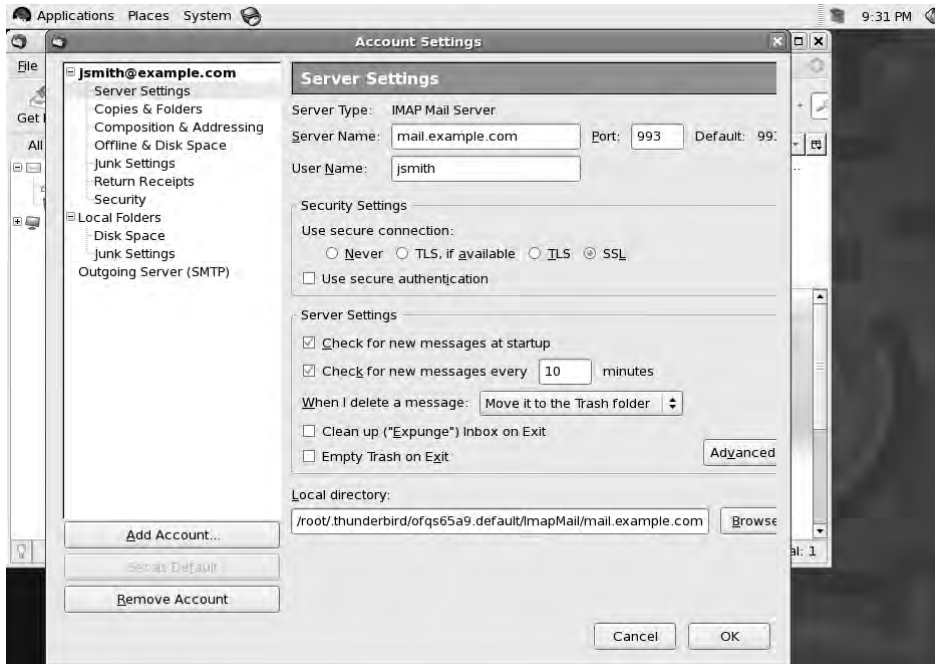 Applications Places System 9:31 PM
Account Settings
File
Get
All
jsmith@example.com
Server Settings
Copies & Folders
Composition & Addressing
Offline & Disk Space
Junk Settings
Return Receipts
Security
Local Folders
Disk Space
Junk Settings
Outgoing Server (SMTP)
Add Account...
Set as Default
Remove Account
Server Settings
Server Type: IMAP Mail Server
Server Name: mail.example.com Port: 993 Default: 993
User Name: jsmith
Security Settings
Use secure connection:
Never TLS, if available TLS SSL
Use secure authentication
Server Settings
Check for new messages at startup
Check for new messages every 10 minutes
When I delete a message: Move it to the Trash folder
Clean up ("Expunge") Inbox on Exit
Empty Trash on Exit
Advanced
Local directory:
/root/.thunderbird/ofqs65a9.default/ImapMail/mail.example.com Browse
al: 1
Cancel OK